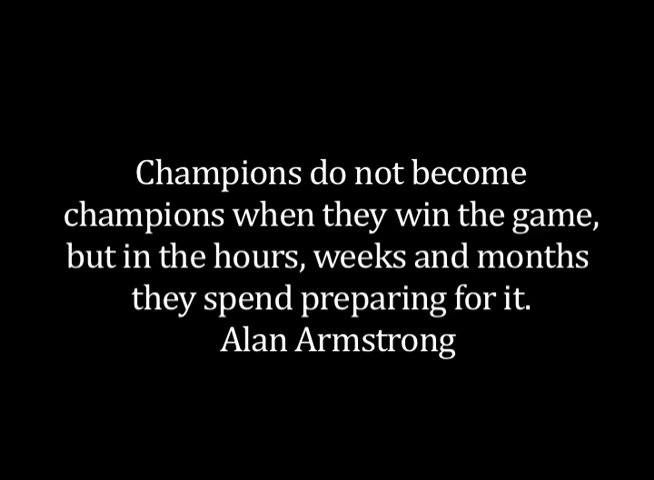 Champions do not become
champions when they win the game,
but in the hours, weeks and months
they spend preparing for it.
Alan Armstrong